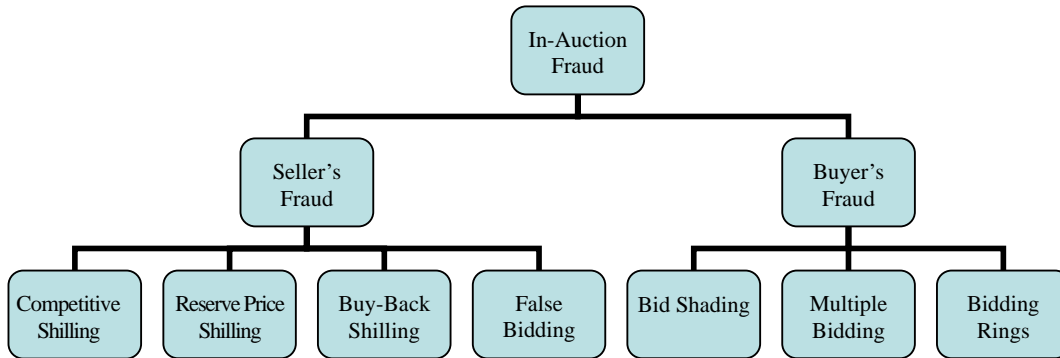 In-Auction
Fraud
Seller’s
Fraud
Buyer’s
Fraud
Competitive
Shilling
Reserve Price
Shilling
Buy-Back
Shilling
False
Bidding
Bid Shading
Multiple
Bidding
Bidding
Rings